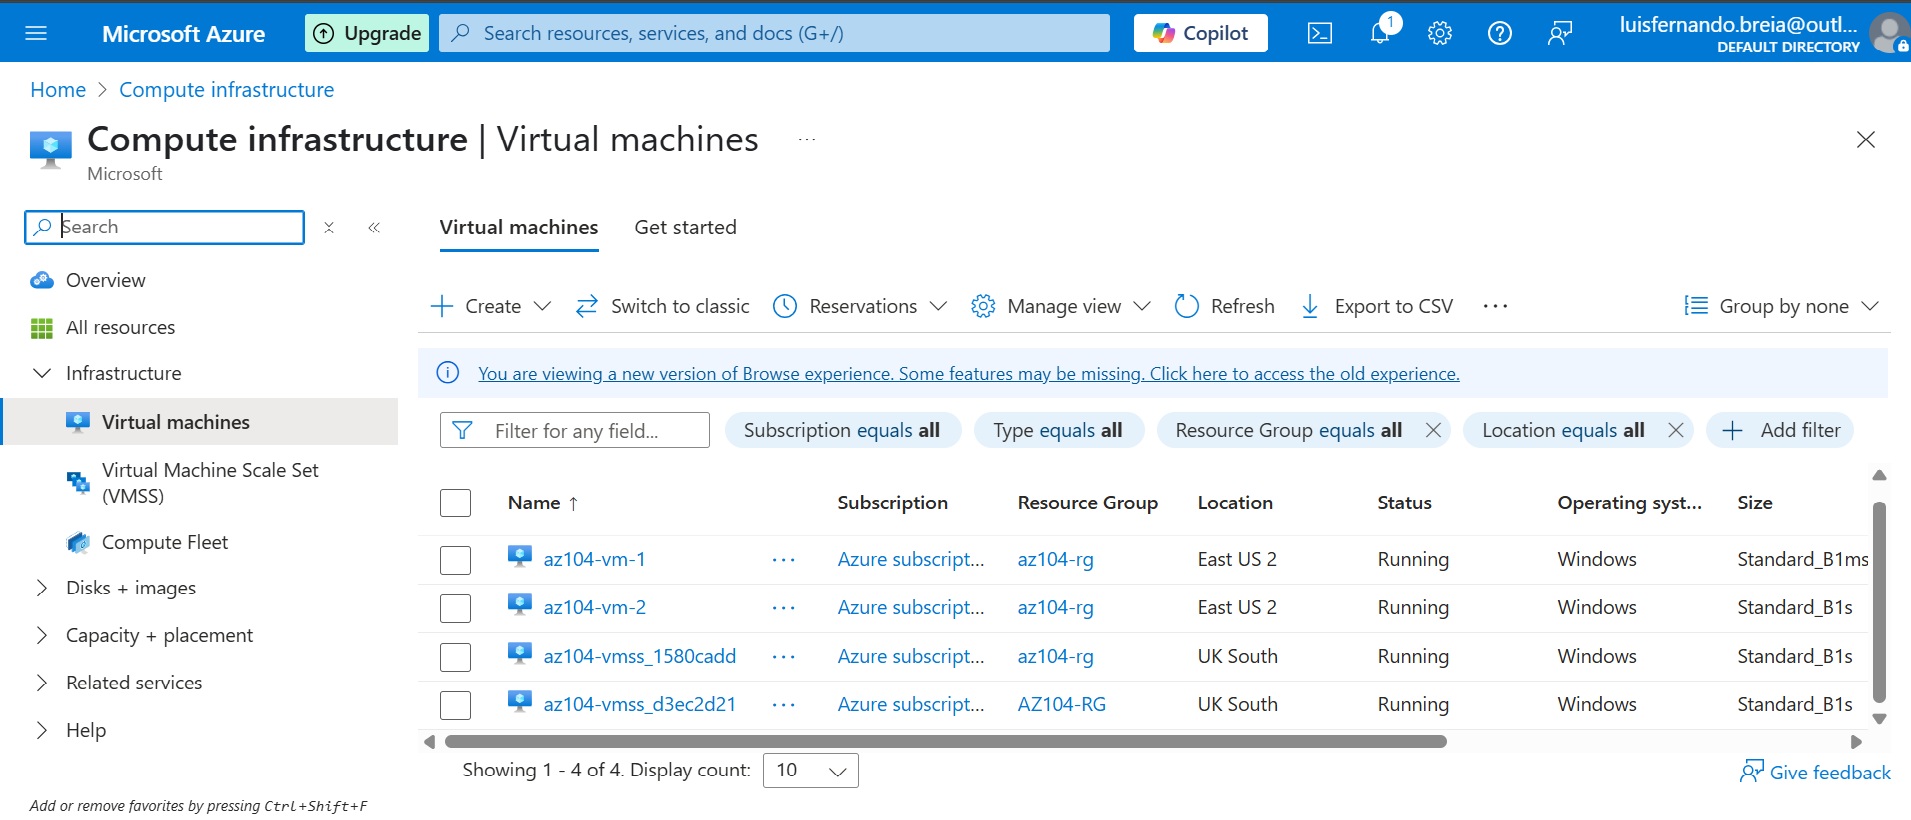 Microsoft Azure
Upgrade
Search resources, services, and docs (G+/)
Copilot
1
luisfernando.breia@outl...
DEFAULT DIRECTORY
Home > Compute infrastructure
Compute infrastructure | Virtual machines ...
Microsoft
Search
Overview
All resources
Infrastructure
Virtual machines
Virtual Machine Scale Set
(VMSS)
Compute Fleet
Disks + images
Capacity + placement
Related services
Help
Add or remove favorites by pressing Ctrl+Shift+F
Virtual machines Get started
Create Switch to classic Reservations Manage view Refresh Export to CSV ... Group by none
You are viewing a new version of Browse experience. Some features may be missing. Click here to access the old experience.
Filter for any field... Subscription equals all Type equals all Resource Group equals all Location equals all Add filter
Name ↑ Subscription Resource Group Location Status Operating syst... Size
az104-vm-1 ... Azure subscript... az104-rg East US 2 Running Windows Standard_B1ms
az104-vm-2 ... Azure subscript... az104-rg East US 2 Running Windows Standard_B1s
az104-vmss_1580cadd ... Azure subscript... az104-rg UK South Running Windows Standard_B1s
az104-vmss_d3ec2d21 ... Azure subscript... AZ104-RG UK South Running Windows Standard_B1s
Showing 1 - 4 of 4. Display count: 10
Give feedback